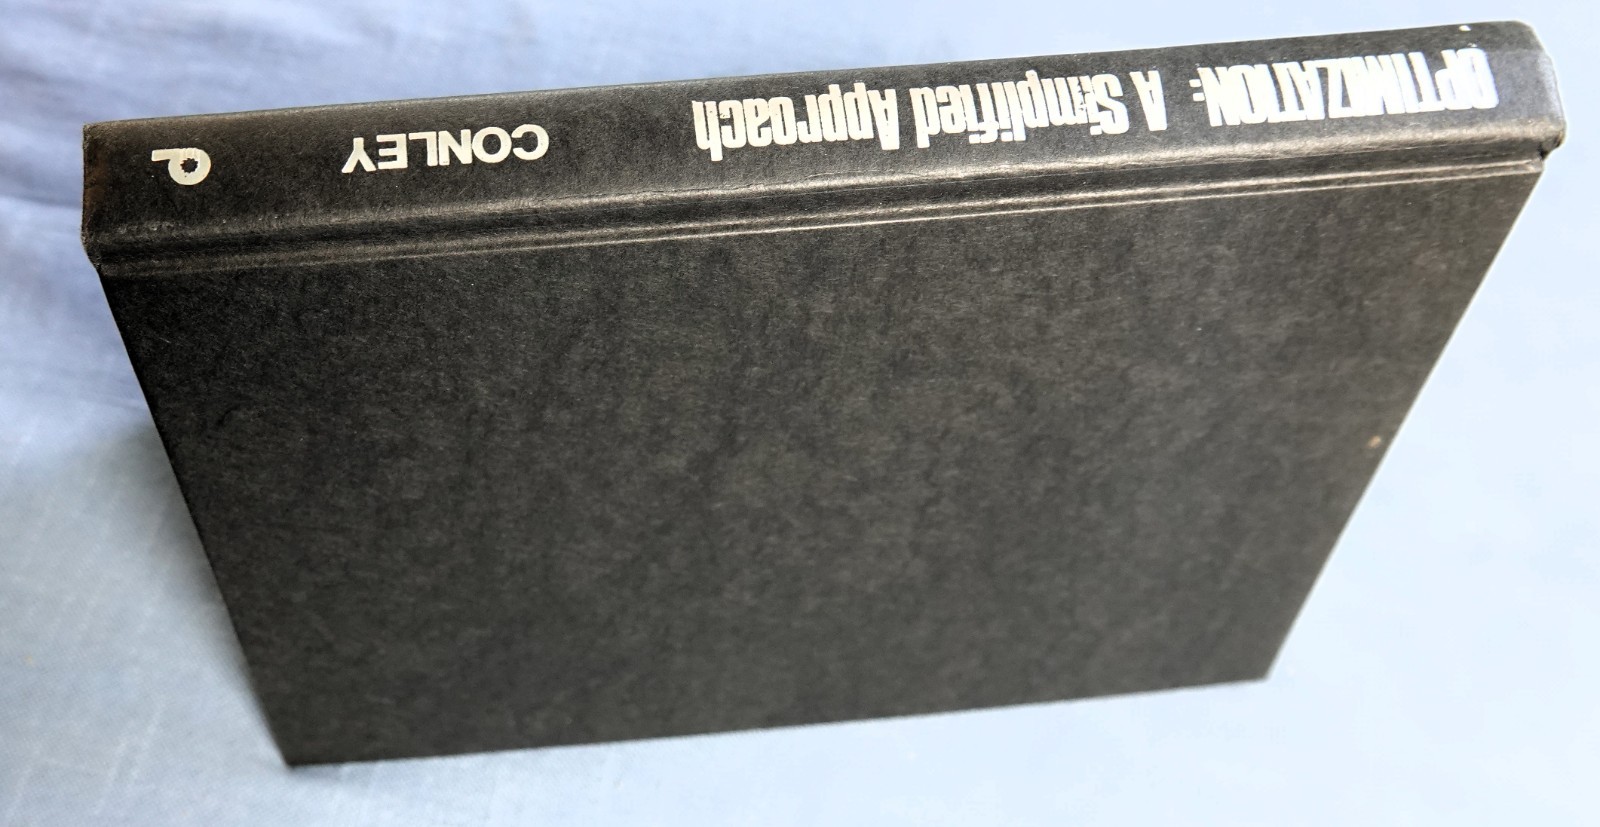 OPTIMIZATION: A Simplified Approach
CONLEY
P